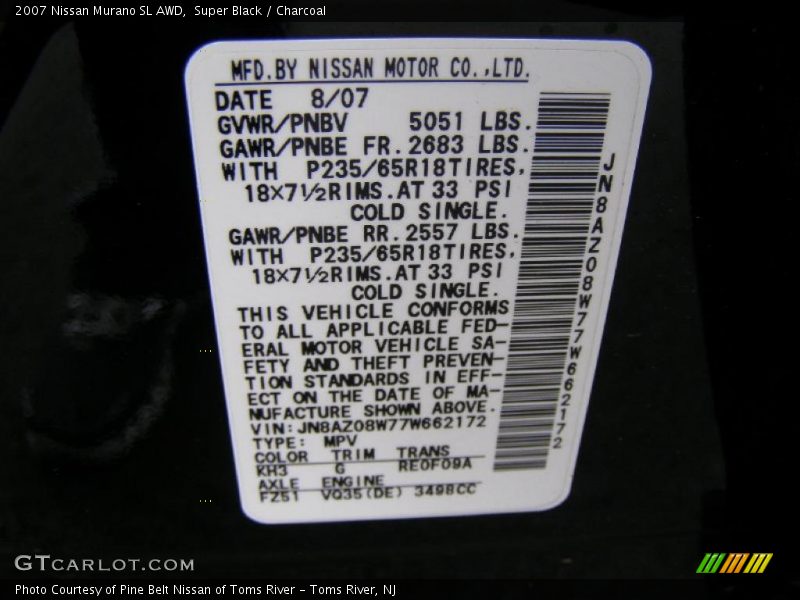 2007 Nissan Murano SL AWD,  Super Black / Charcoal
MFD.BY NISSAN MOTOR CO.,LTD.
DATE 8/07
GVWR/PNBV 5051 LBS.
GAWR/PNBE FR.2683 LBS.
WITH P235/65R18TIRES,
18X7½RIMS.AT 33 PSI
COLD SINGLE.
GAWR/PNBE RR.2557 LBS.
WITH P235/65R18TIRES,
18X7½RIMS.AT 33 PSI
COLD SINGLE.
THIS VEHICLE CONFORMS
TO ALL APPLICABLE FED-
ERAL MOTOR VEHICLE SA-
FETY AND THEFT PREVEN-
TION STANDARDS IN EFF-
ECT ON THE DATE OF MA-
NUFACTURE SHOWN ABOVE.
VIN:JN8AZ08W77W662172
TYPE: MPV
COLOR TRIM TRANS
KH3 G RE0F09A
AXLE ENGINE
FZ51 VQ35(DE) 3498CC
JN8AZ08W77W662172
GTCARLOT.COM
Photo Courtesy of Pine Belt Nissan of Toms River – Toms River, NJ